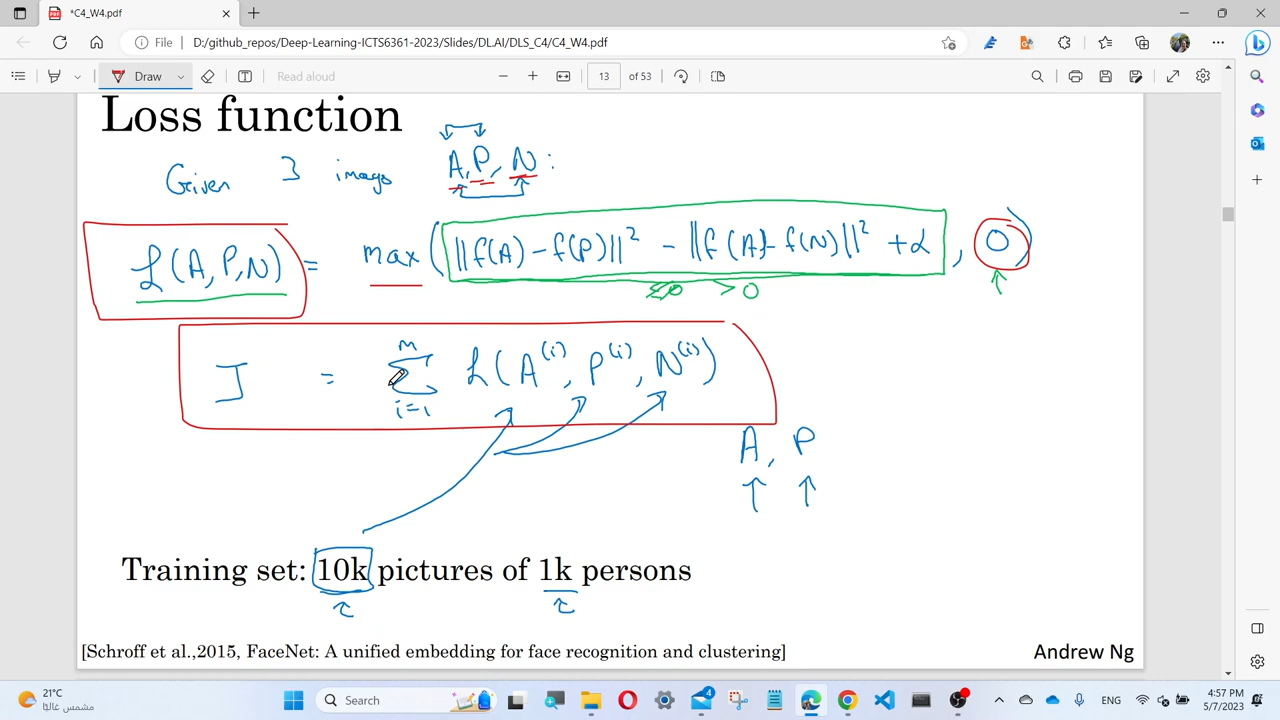 *C4_W4.pdf
File D:/github_repos/Deep-Learning-ICTS6361-2023/Slides/DL.AI/DLS_C4/C4_W4.pdf
Draw Read aloud 13 of 53
Loss function
Given 3 images A, P, N :
L(A,P,N) = max(||f(A) - f(P)||² - ||f(A) - f(N)||² + α , 0)
≤0 > 0
J = Σ L(A⁽ⁱ⁾, P⁽ⁱ⁾, N⁽ⁱ⁾)
m
i=1
A, P
Training set: 10k pictures of 1k persons
[Schroff et al.,2015, FaceNet: A unified embedding for face recognition and clustering] Andrew Ng
21°C
مشمس غالبًا
Search
4
ENG
4:57 PM
5/7/2023